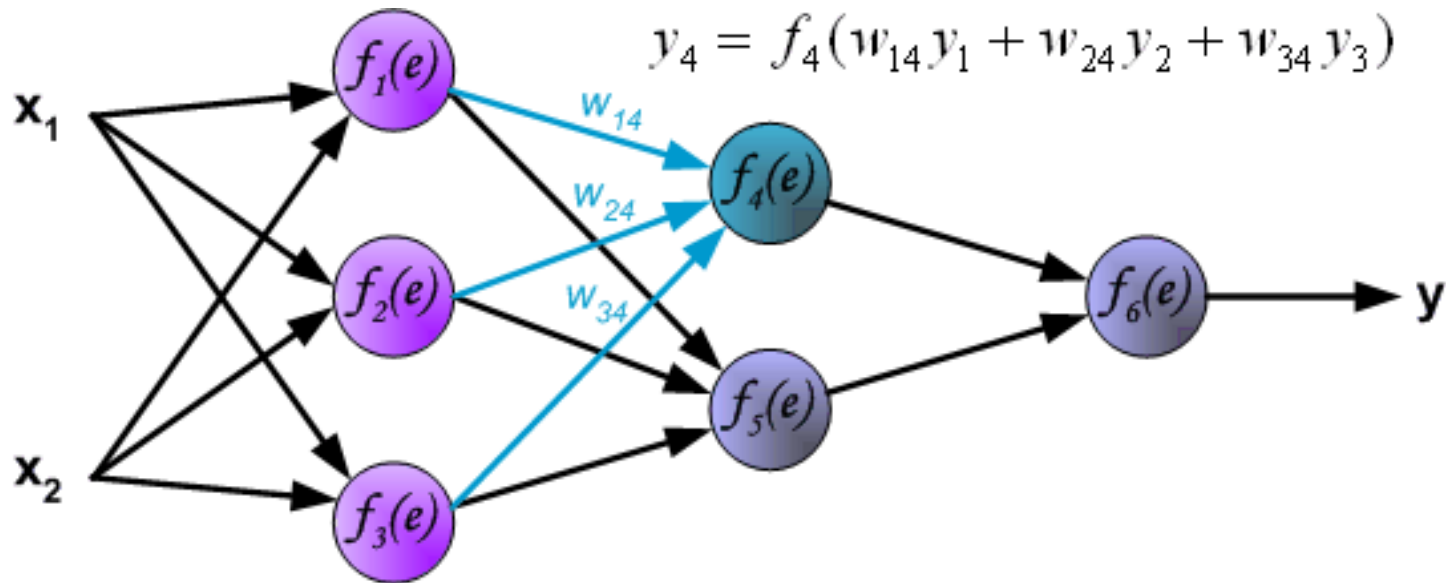 y₄ = f₄(w₁₄y₁ + w₂₄y₂ + w₃₄y₃)
f₁(e)
x₁
w₁₄
f₄(e)
w₂₄
f₂(e)
w₃₄
f₆(e)
y
f₅(e)
x₂
f₃(e)